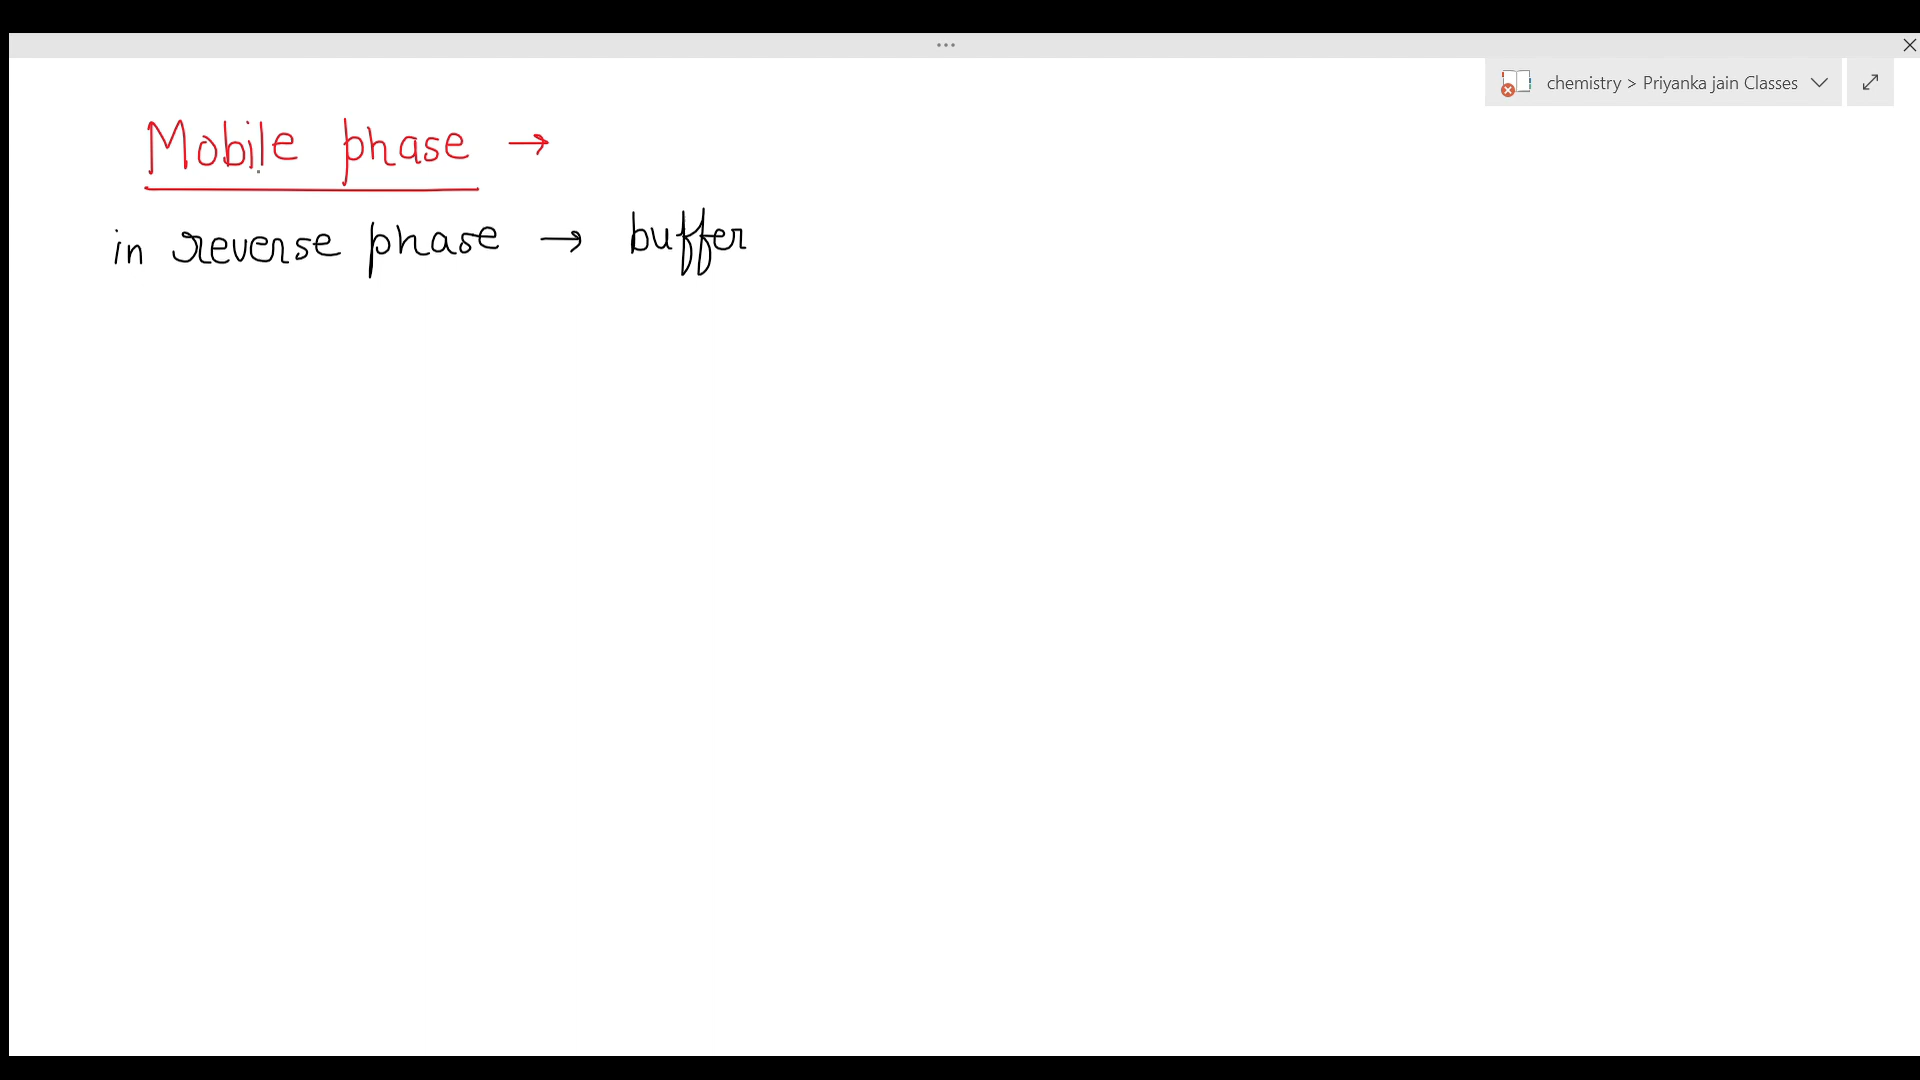 chemistry > Priyanka jain Classes
Mobile phase →
in reverse phase → buffer